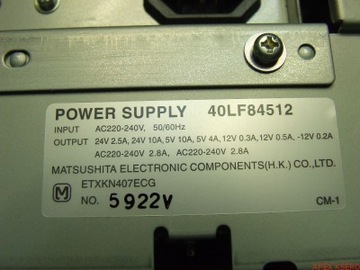 POWER SUPPLY 40LF84512
INPUT AC220-240V, 50/60Hz
OUTPUT 24V 2.5A, 24V 10A, 5V 10A, 5V 4A, 12V 0.3A, 12V 0.5A, -12V 0.2A
AC220-240V 2.8A, AC220-240V 2.8A
MATSUSHITA ELECTRONIC COMPONENTS(H.K.) CO.,LTD.
M ETXKN407ECG
NO. 5922V
CM-1